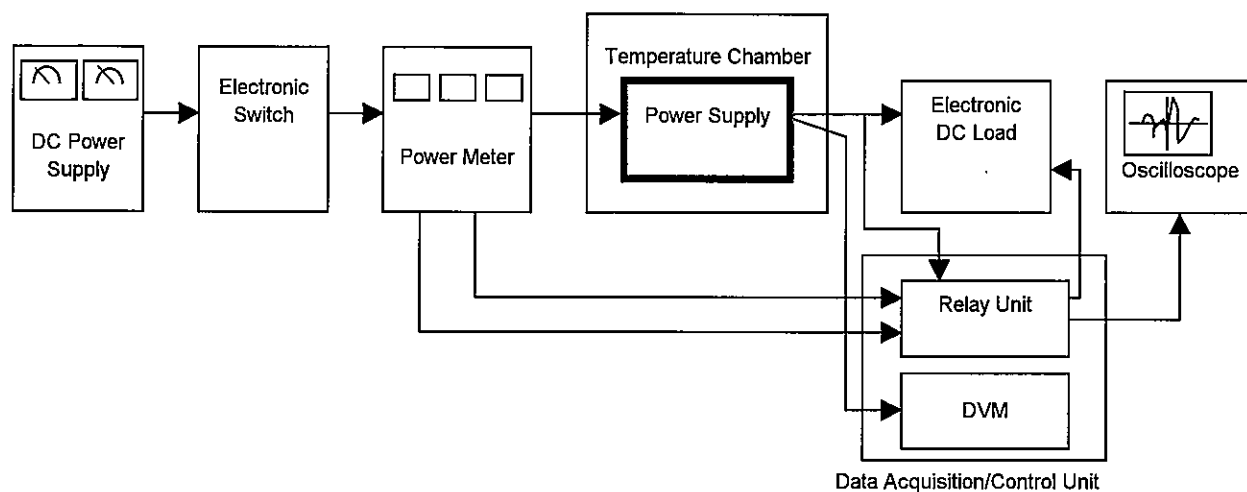 DC Power
Supply
Electronic
Switch
Power Meter
Temperature Chamber
Power Supply
Electronic
DC Load
Oscilloscope
Relay Unit
DVM
Data Acquisition/Control Unit